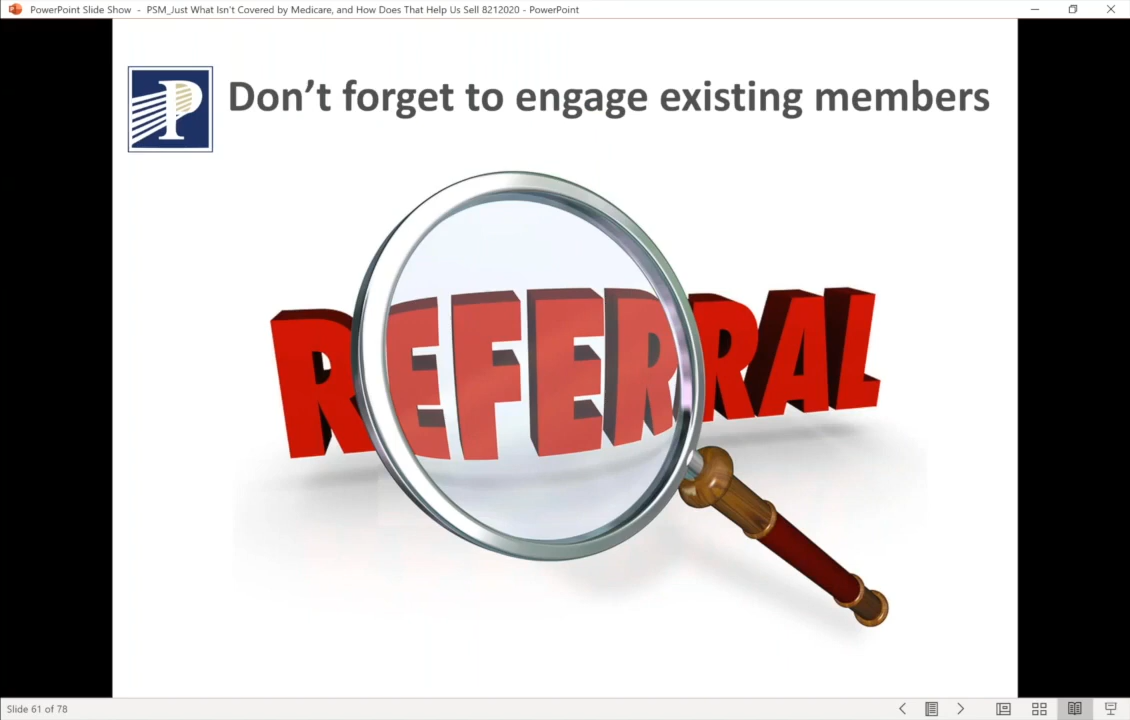 PowerPoint Slide Show - PSM_Just What Isn't Covered by Medicare, and How Does That Help Us Sell 8212020 - PowerPoint
P
Don't forget to engage existing members
REFERRAL
Slide 61 of 78